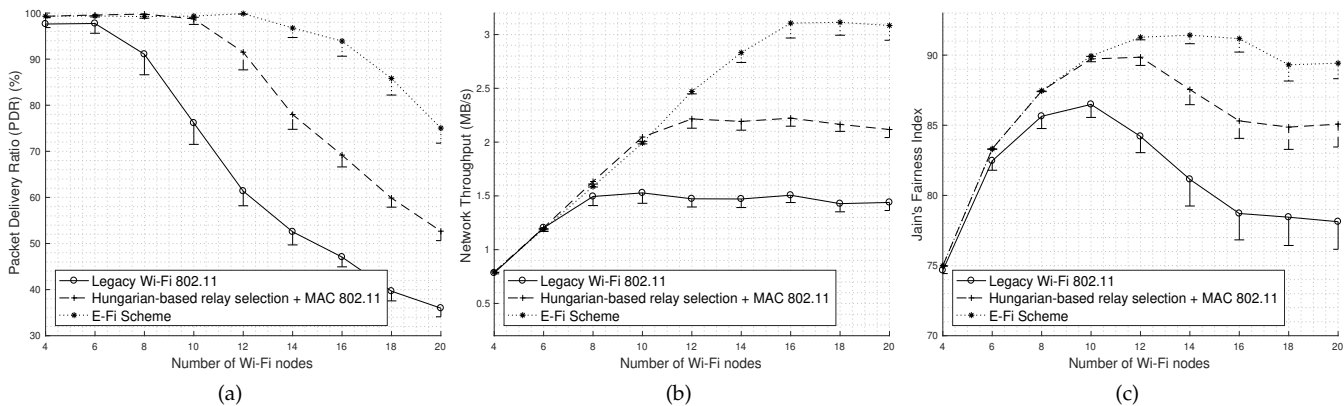 100
90
80
70
60
50
40
30
Packet Delivery Ratio (PDR) (%)
Legacy Wi-Fi 802.11
Hungarian-based relay selection + MAC 802.11
E-Fi Scheme
4 6 8 10 12 14 16 18 20
Number of Wi-Fi nodes
(a)
3
2.5
2
1.5
1
0.5
Network Throughput (MB/s)
Legacy Wi-Fi 802.11
Hungarian-based relay selection + MAC 802.11
E-Fi Scheme
4 6 8 10 12 14 16 18 20
Number of Wi-Fi nodes
(b)
90
85
80
75
70
Jain's Fairness Index
Legacy Wi-Fi 802.11
Hungarian-based relay selection + MAC 802.11
E-Fi Scheme
4 6 8 10 12 14 16 18 20
Number of Wi-Fi nodes
(c)